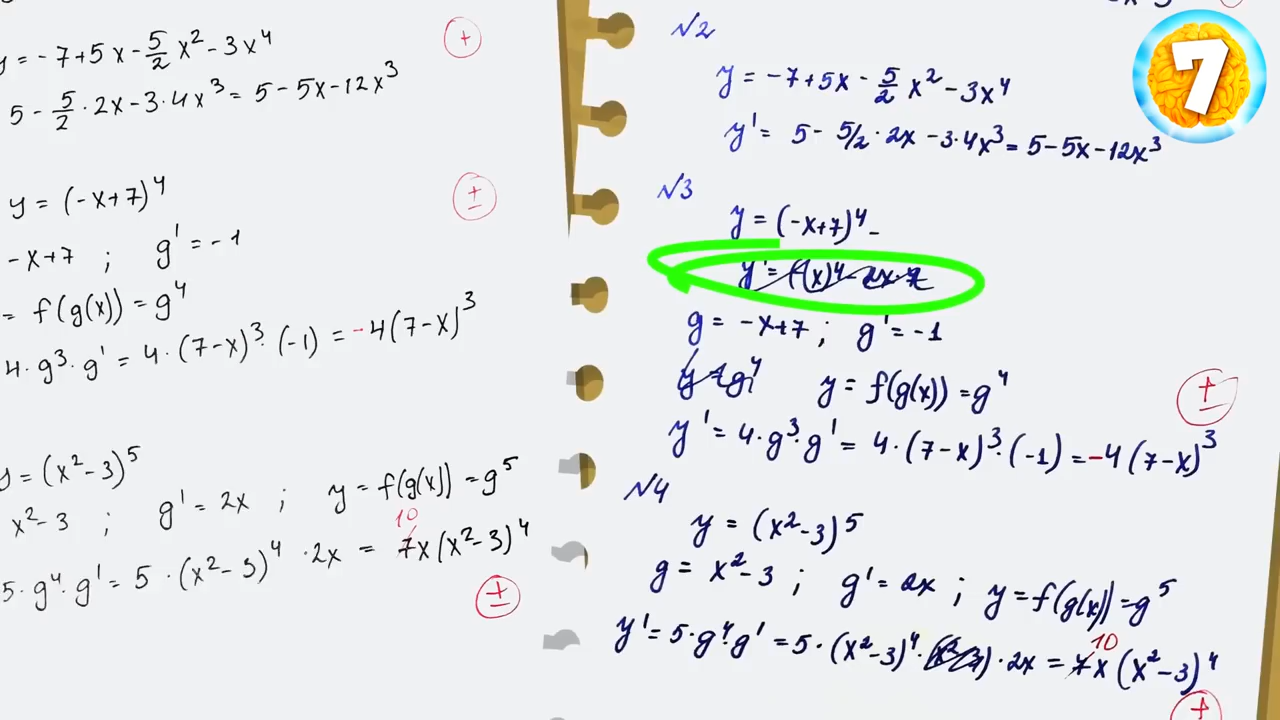 y = -7 + 5x - 5/2 x² - 3x⁴
5 - 5/2 · 2x - 3 · 4x³ = 5 - 5x - 12x³
y = (-x+7)⁴
-x+7 ; g' = -1
= f(g(x)) = g⁴
4 · g³ · g' = 4 · (7-x)³ · (-1) = -4(7-x)³
y = (x²-3)⁵
x²-3 ; g' = 2x ; y = f(g(x)) = g⁵
10
5 · g⁴ · g' = 5 · (x²-3)⁴ · 2x = 7x(x²-3)⁴
+
±
±
√2
y = -7 + 5x - 5/2 x² - 3x⁴
y' = 5 - 5/2 · 2x - 3 · 4x³ = 5 - 5x - 12x³
√3
y = (-x+7)⁴ -
g = -x+7 ; g' = -1
y = f(g(x)) = g⁴
y' = 4 · g³ · g' = 4 · (7-x)³ · (-1) = -4(7-x)³
±
√4
y = (x²-3)⁵
g = x²-3 ; g' = 2x ; y = f(g(x)) = g⁵
10
y' = 5 · g⁴ · g' = 5 · (x²-3)⁴ · 2x = 7x(x²-3)⁴
+
7